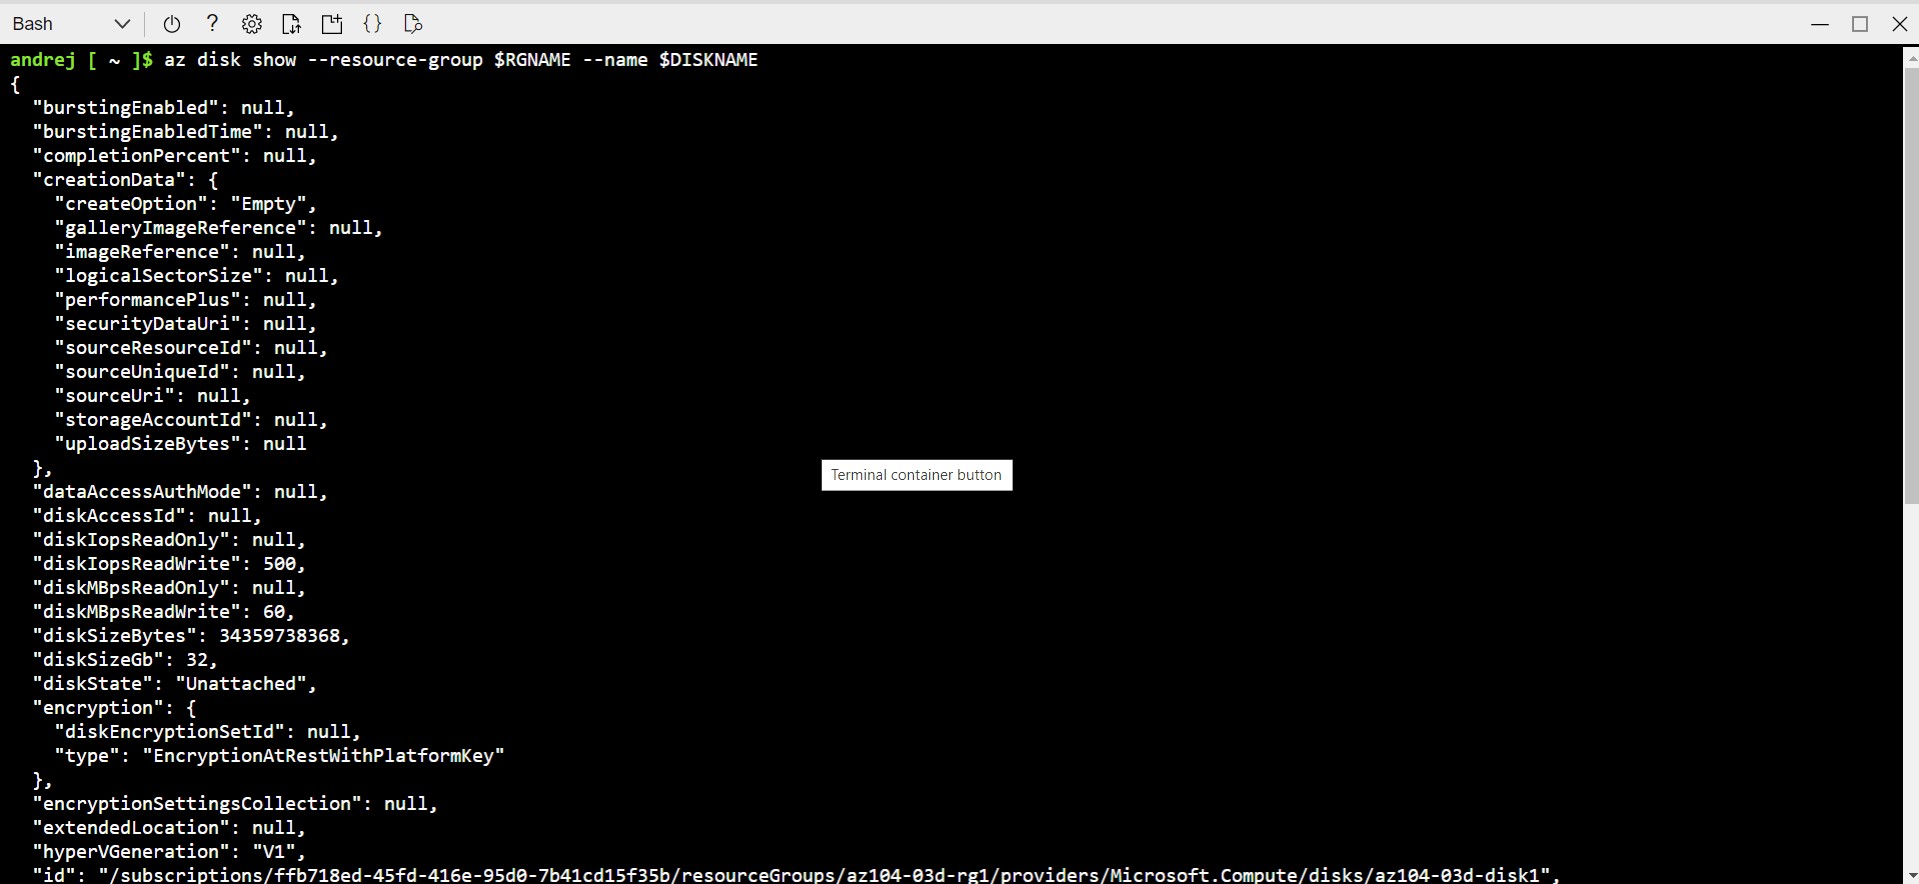 Bash
andrej [ ~ ]$ az disk show --resource-group $RGNAME --name $DISKNAME
{
  "burstingEnabled": null,
  "burstingEnabledTime": null,
  "completionPercent": null,
  "creationData": {
    "createOption": "Empty",
    "galleryImageReference": null,
    "imageReference": null,
    "logicalSectorSize": null,
    "performancePlus": null,
    "securityDataUri": null,
    "sourceResourceId": null,
    "sourceUniqueId": null,
    "sourceUri": null,
    "storageAccountId": null,
    "uploadSizeBytes": null
  },
Terminal container button
  "dataAccessAuthMode": null,
  "diskAccessId": null,
  "diskIopsReadOnly": null,
  "diskIopsReadWrite": 500,
  "diskMBpsReadOnly": null,
  "diskMBpsReadWrite": 60,
  "diskSizeBytes": 34359738368,
  "diskSizeGb": 32,
  "diskState": "Unattached",
  "encryption": {
    "diskEncryptionSetId": null,
    "type": "EncryptionAtRestWithPlatformKey"
  },
  "encryptionSettingsCollection": null,
  "extendedLocation": null,
  "hyperVGeneration": "V1",
  "id": "/subscriptions/ffb718ed-45fd-416e-95d0-7b41cd15f35b/resourceGroups/az104-03d-rg1/providers/Microsoft.Compute/disks/az104-03d-disk1",